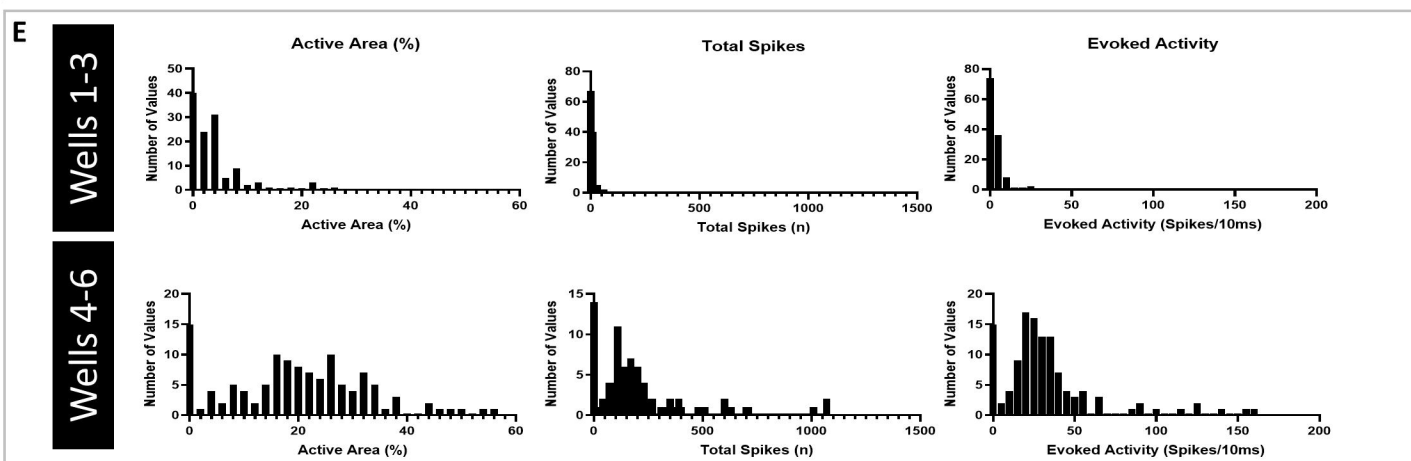 E
Wells 1-3
Active Area (%)
Number of Values
50
40
30
20
10
0
0 20 40 60
Active Area (%)
Total Spikes
Number of Values
80
60
40
20
0
0 500 1000 1500
Total Spikes (n)
Evoked Activity
Number of Values
80
60
40
20
0
0 50 100 150 200
Evoked Activity (Spikes/10ms)
Wells 4-6
Number of Values
20
15
10
5
0
0 20 40 60
Active Area (%)
Number of Values
15
10
5
0
0 500 1000 1500
Total Spikes (n)
Number of Values
20
15
10
5
0
0 50 100 150 200
Evoked Activity (Spikes/10ms)